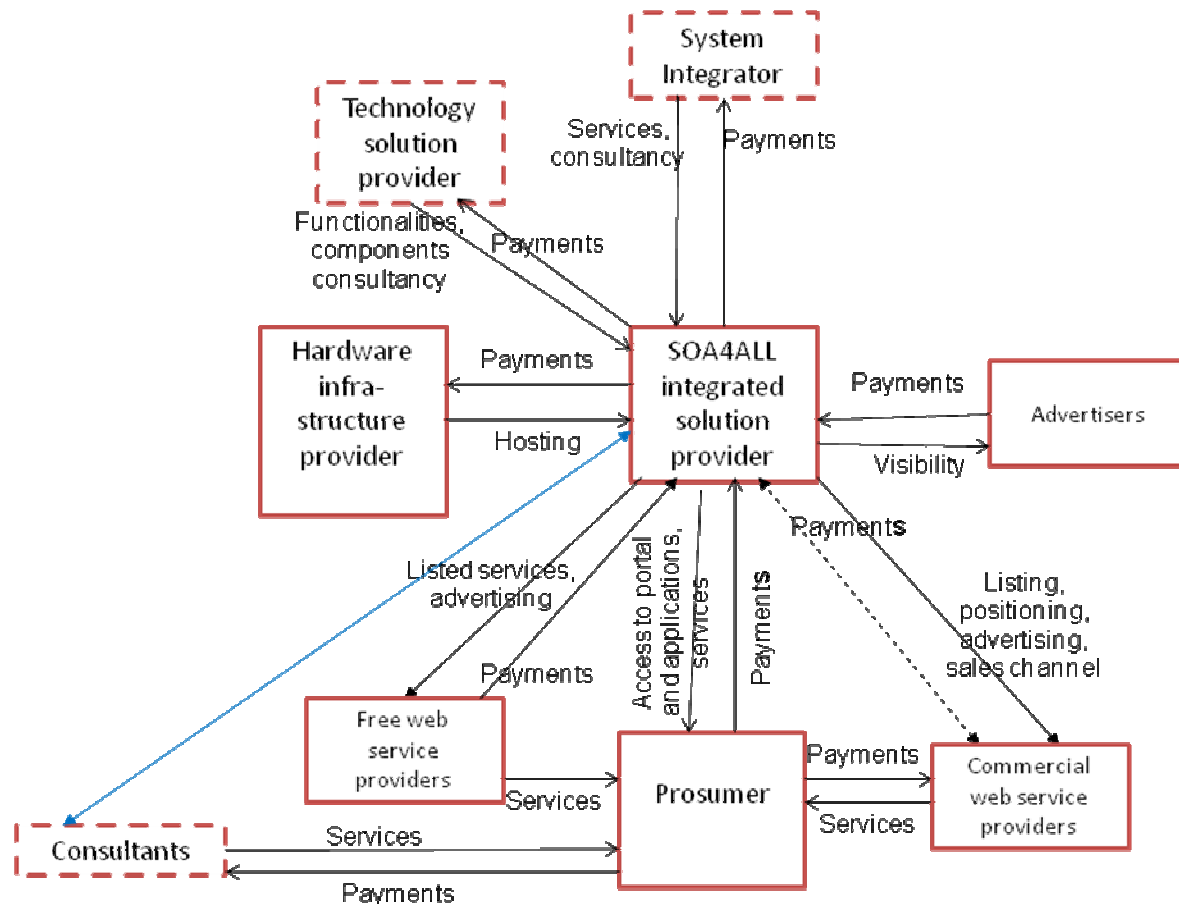 System
Integrator
Technology
solution
provider
Services,
consultancy
Payments
Functionalities,
components
consultancy
Payments
Hardware
infra-
structure
provider
Payments
Hosting
SOA4ALL
integrated
solution
provider
Payments
Visibility
Advertisers
Listed services,
advertising
Payments
Access to portal
and applications,
services
Payments
Payments
Listing,
positioning,
advertising,
sales channel
Free web
service
providers
Services
Prosumer
Payments
Services
Commercial
web service
providers
Consultants
Services
Payments